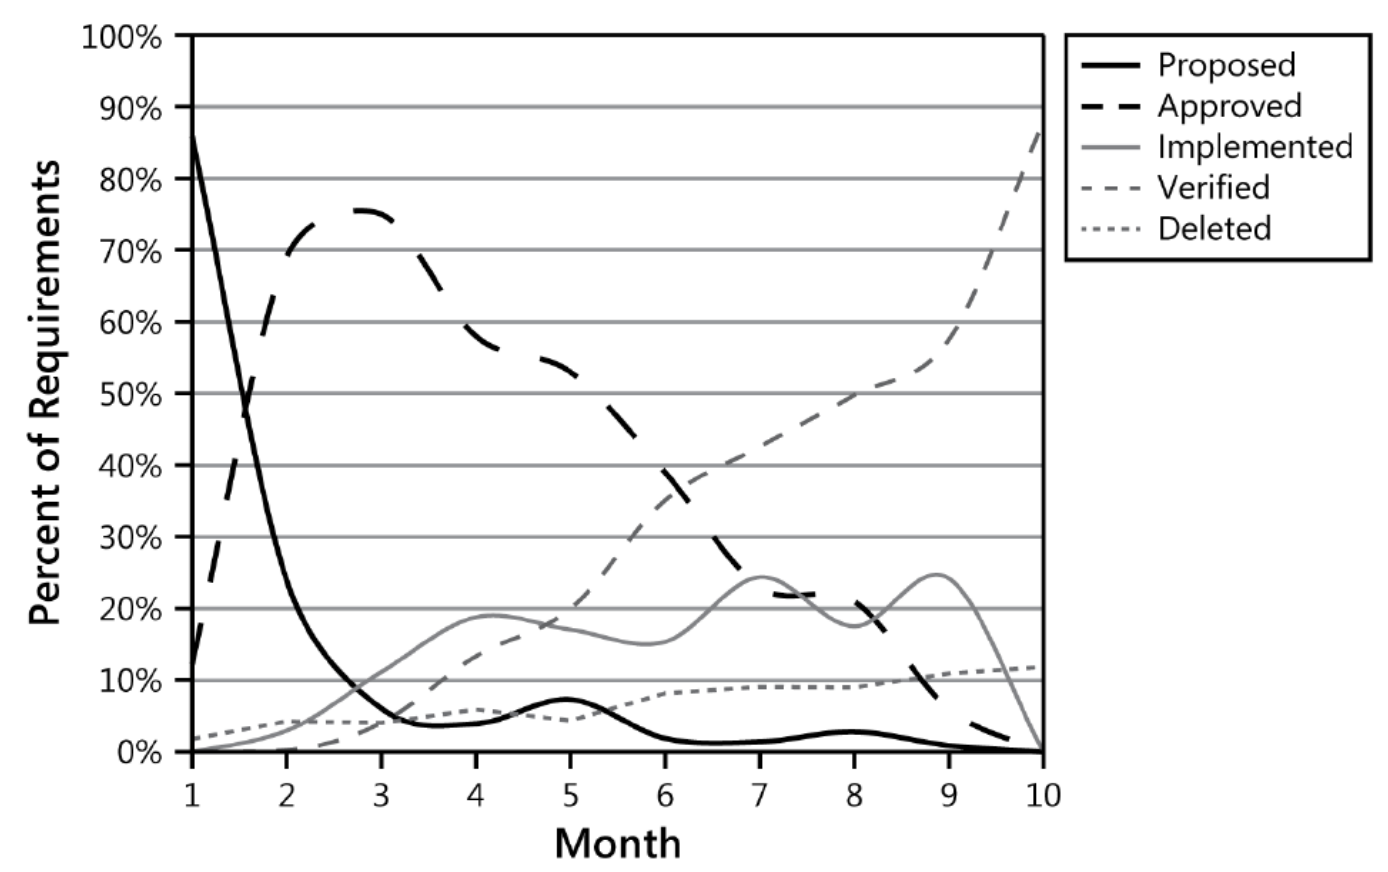 100%
90%
80%
70%
60%
50%
40%
30%
20%
10%
0%
Percent of Requirements
1 2 3 4 5 6 7 8 9 10
Month
Proposed
Approved
Implemented
Verified
Deleted